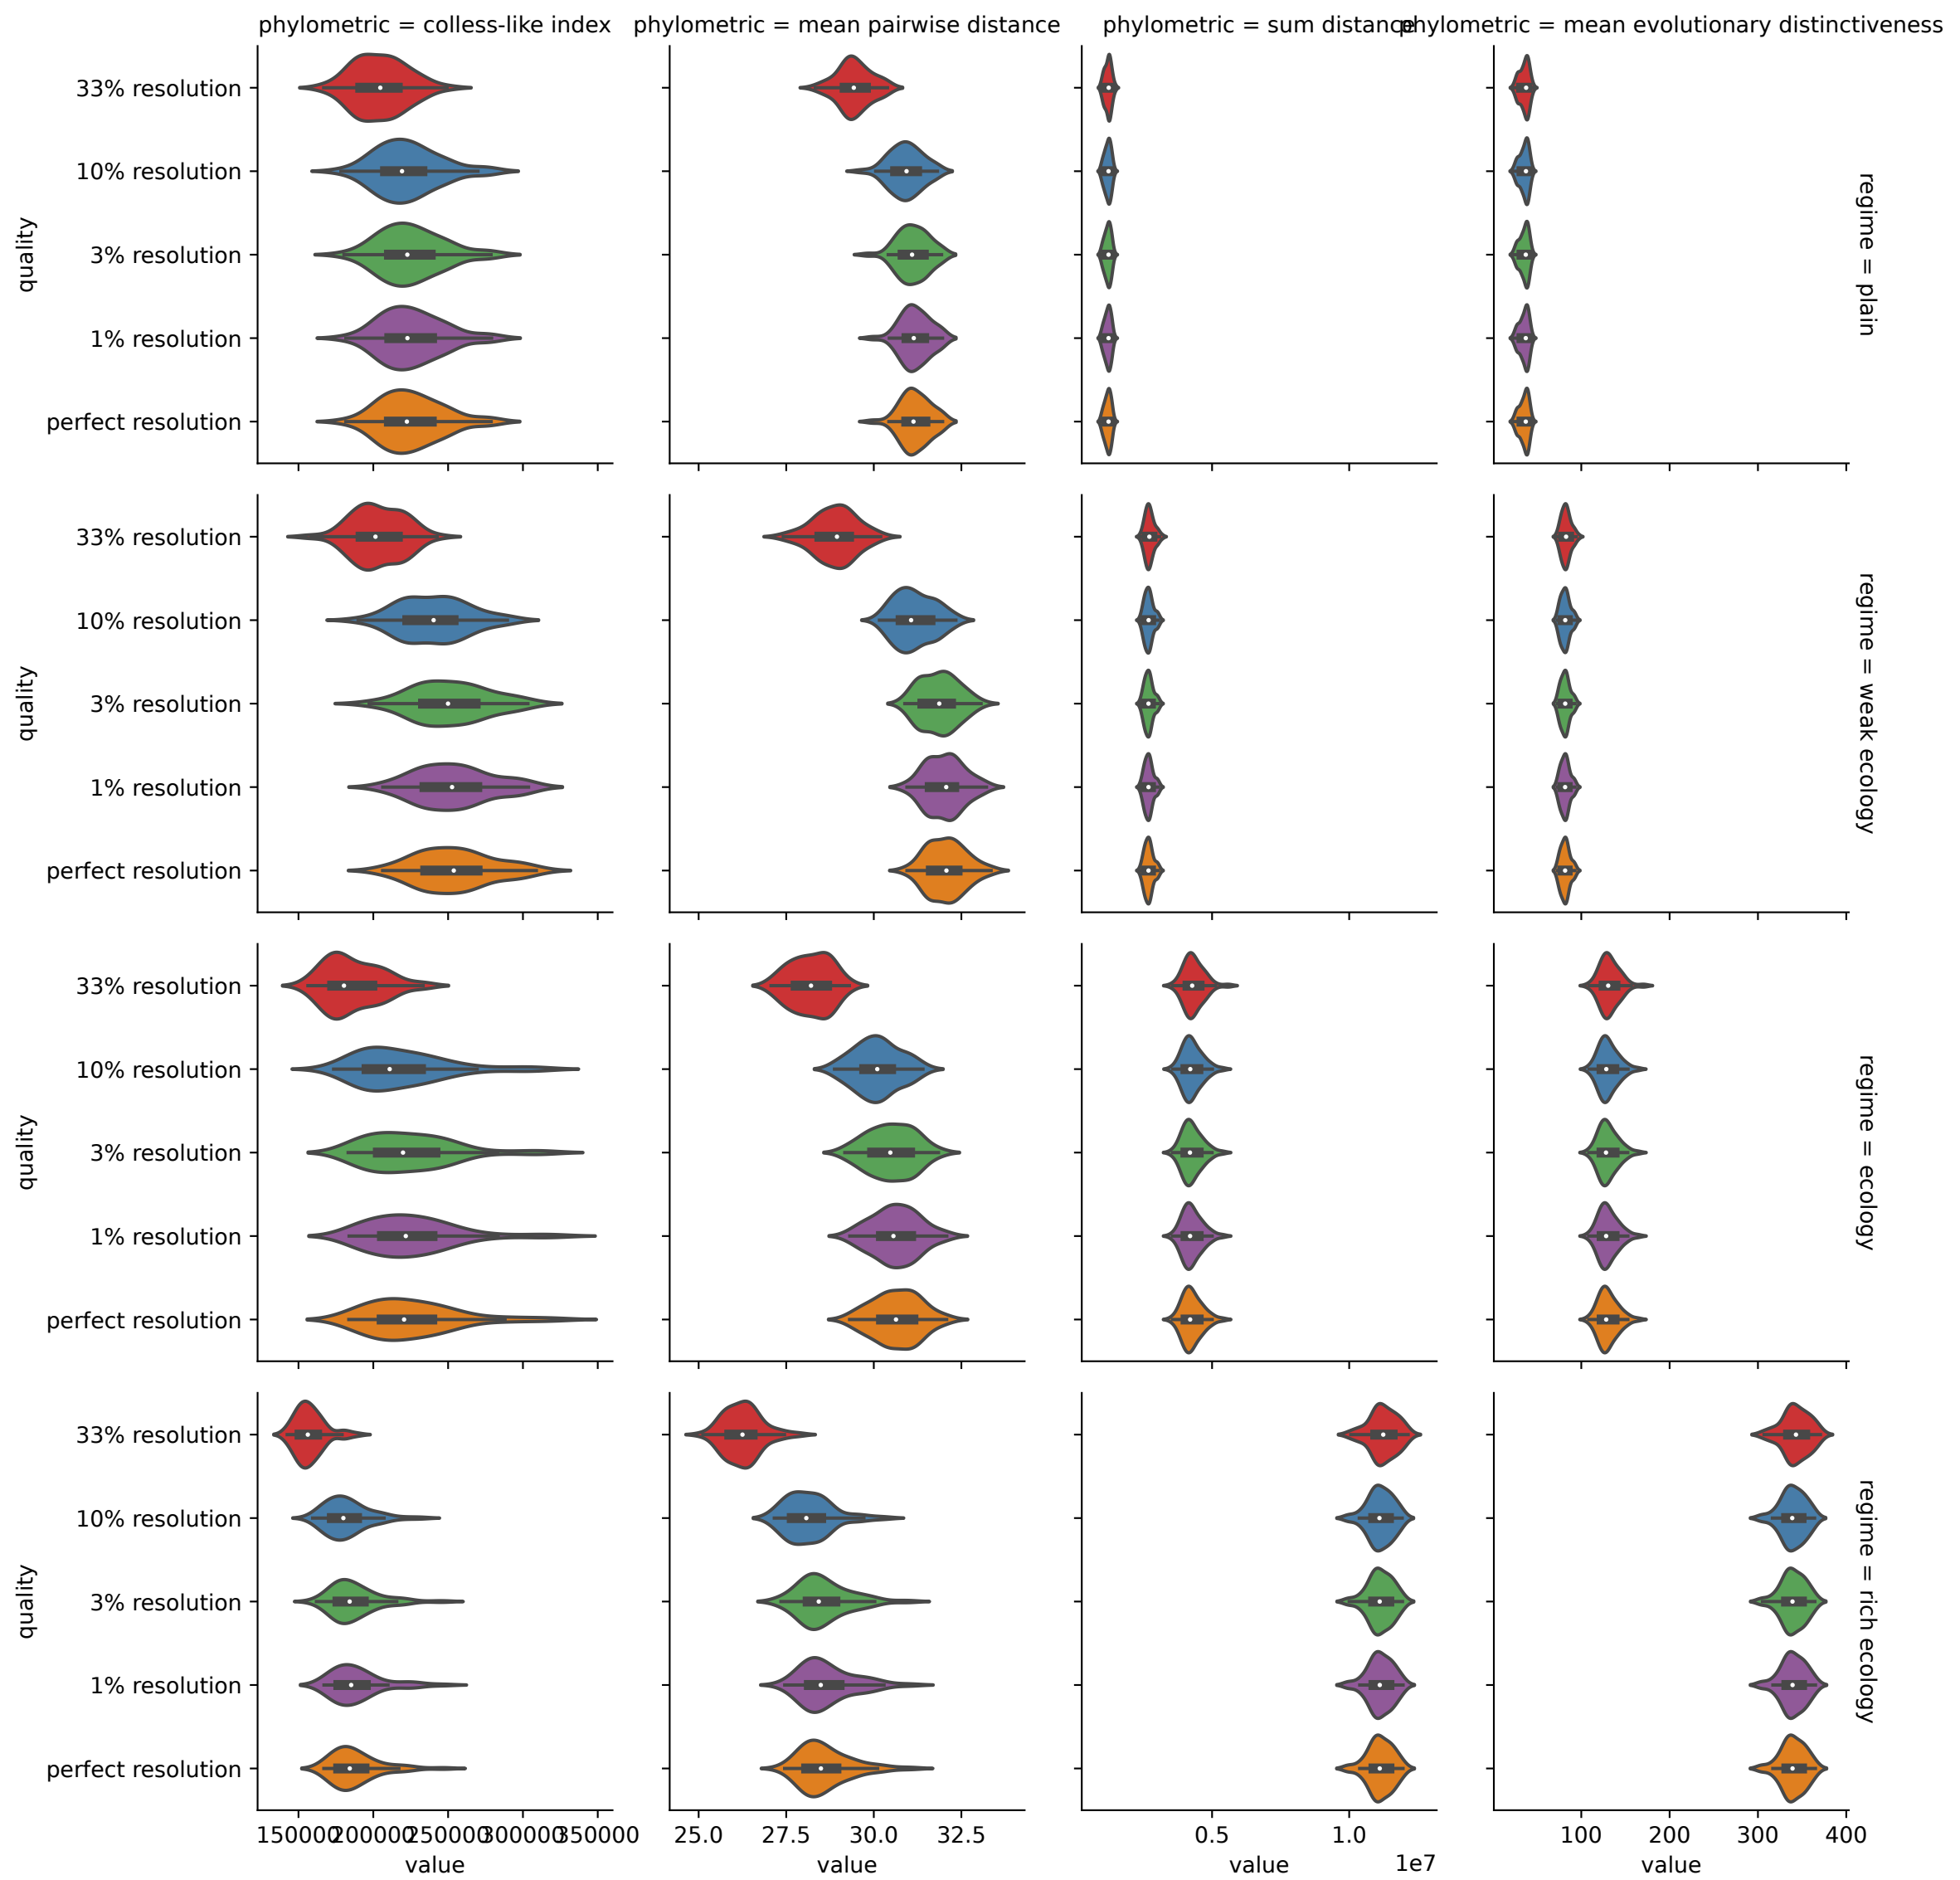 phylometric = colless-like index
phylometric = mean pairwise distance
phylometric = sum distance
phylometric = mean evolutionary distinctiveness
quality
33% resolution
10% resolution
3% resolution
1% resolution
perfect resolution
regime = plain
quality
33% resolution
10% resolution
3% resolution
1% resolution
perfect resolution
regime = weak ecology
quality
33% resolution
10% resolution
3% resolution
1% resolution
perfect resolution
regime = ecology
quality
33% resolution
10% resolution
3% resolution
1% resolution
perfect resolution
regime = rich ecology
150000 200000 250000 300000 350000
value
25.0 27.5 30.0 32.5
value
0.5 1.0
1e7
value
100 200 300 400
value